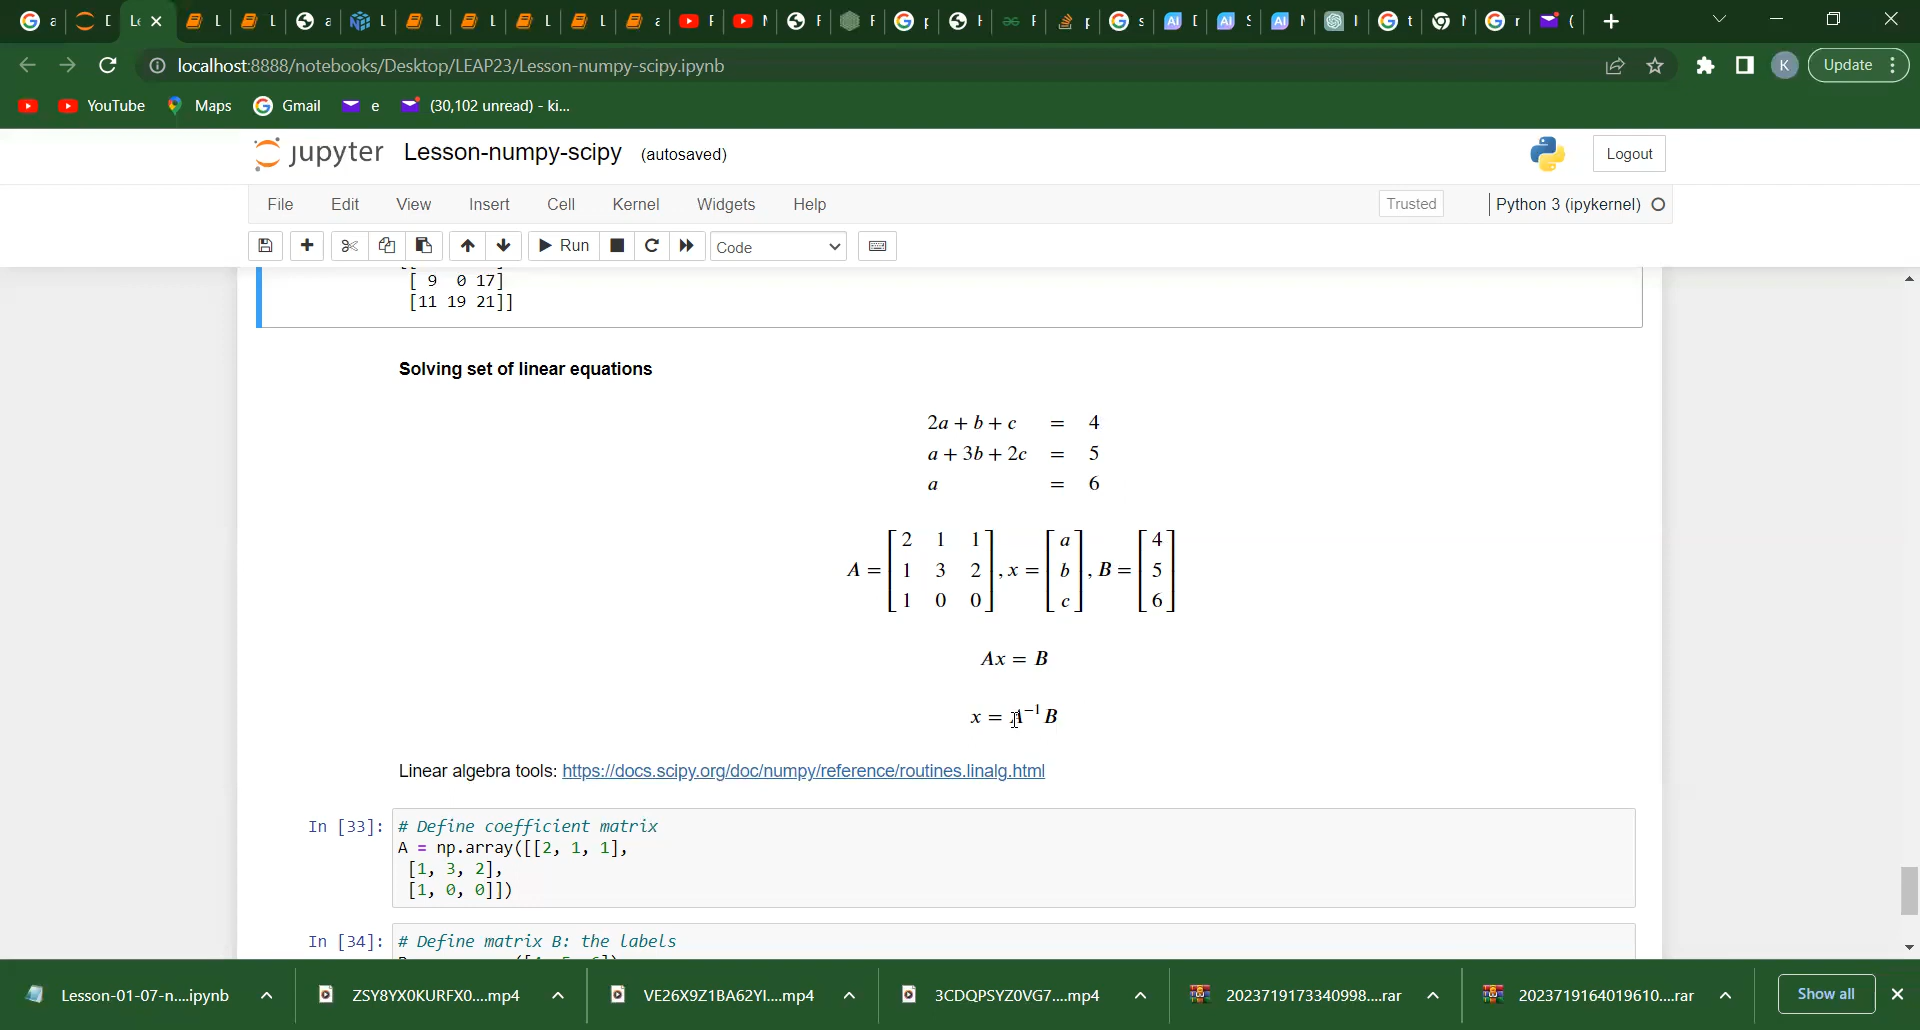 localhost:8888/notebooks/Desktop/LEAP23/Lesson-numpy-scipy.ipynb
K
Update
YouTube
Maps
Gmail
e
(30,102 unread) - ki...
jupyter Lesson-numpy-scipy (autosaved)
Logout
File Edit View Insert Cell Kernel Widgets Help
Trusted
Python 3 (ipykernel)
Run
Code
[ 9 0 17]
[11 19 21]]
Solving set of linear equations
2a + b + c = 4
a + 3b + 2c = 5
a = 6
2 1 1 a 4
A = 1 3 2 , x = b , B = 5
1 0 0 c 6
Ax = B
x = A⁻¹B
Linear algebra tools: https://docs.scipy.org/doc/numpy/reference/routines.linalg.html
In [33]: # Define coefficient matrix
A = np.array([[2, 1, 1],
[1, 3, 2],
[1, 0, 0]])
In [34]: # Define matrix B: the labels
Lesson-01-07-n....ipynb
ZSY8YX0KURFX0....mp4
VE26X9Z1BA62YI....mp4
3CDQPSYZ0VG7....mp4
2023719173340998....rar
2023719164019610....rar
Show all